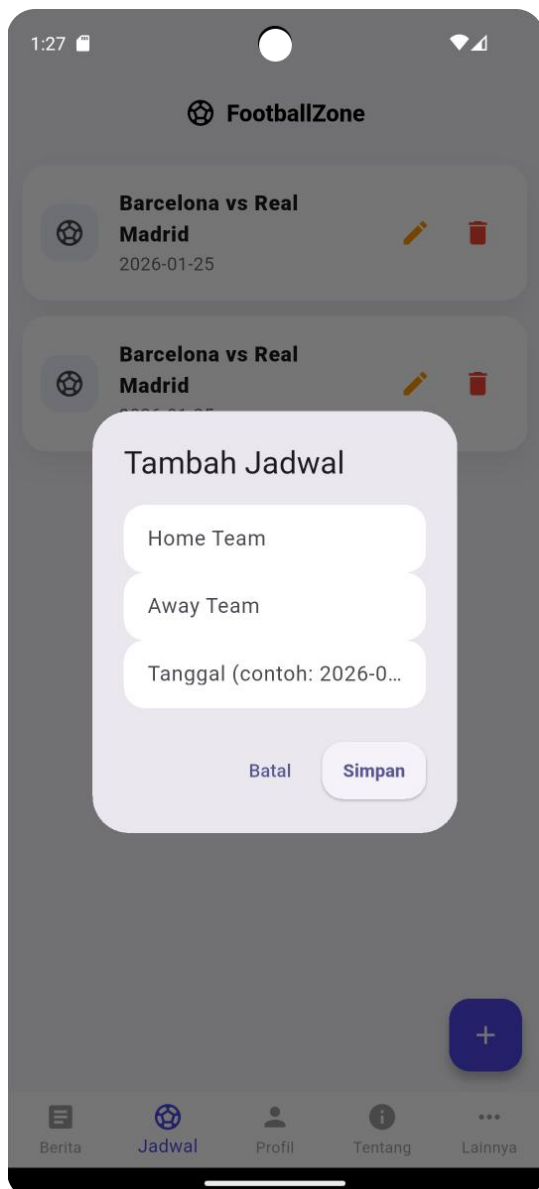 1:27
FootballZone
Barcelona vs Real
Madrid
2026-01-25
Barcelona vs Real
Madrid
Tambah Jadwal
Home Team
Away Team
Tanggal (contoh: 2026-0...
Batal
Simpan
Berita
Jadwal
Profil
Tentang
Lainnya